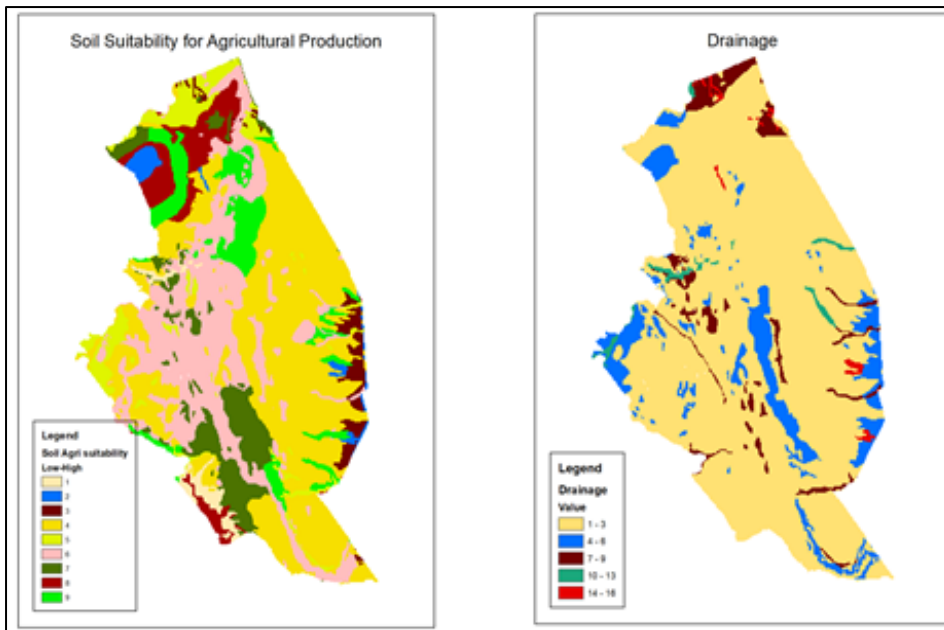 Soil Suitability for Agricultural Production
Legend
Soil Agri suitability
Low-High
1
2
3
4
5
6
7
8
9
Drainage
Legend
Drainage
Value
1 - 3
4 - 6
7 - 9
10 - 13
14 - 16